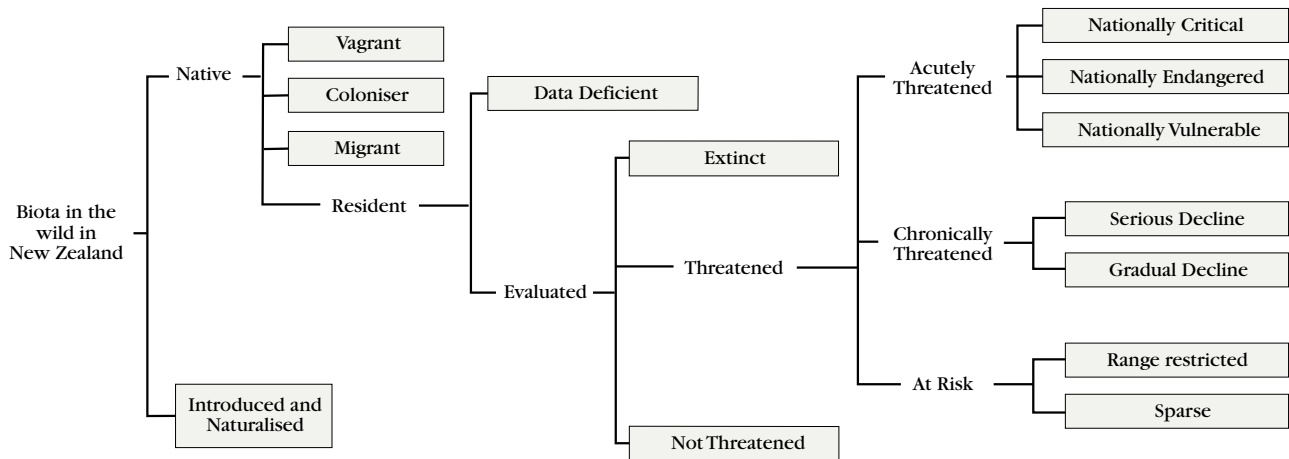 Biota in the
wild in
New Zealand
Native
Introduced and
Naturalised
Vagrant
Coloniser
Migrant
Resident
Data Deficient
Evaluated
Extinct
Threatened
Not Threatened
Acutely
Threatened
Chronically
Threatened
At Risk
Nationally Critical
Nationally Endangered
Nationally Vulnerable
Serious Decline
Gradual Decline
Range restricted
Sparse